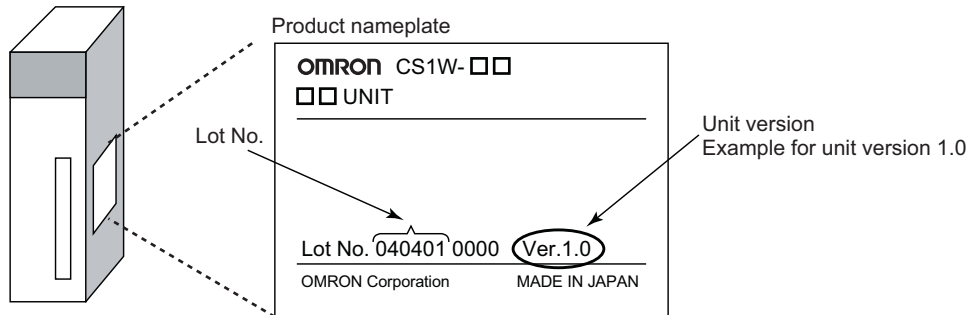 Product nameplate
OMRON CS1W-□□
□□ UNIT
Lot No.
Unit version
Example for unit version 1.0
Lot No. 040401 0000 Ver.1.0
OMRON Corporation MADE IN JAPAN